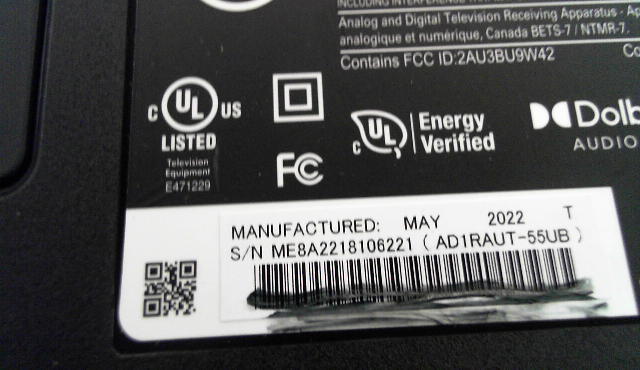 Analog and Digital Television Receiving Apparatus -
analogique et numérique, Canada BETS-7 / NTMR-7.
Contains FCC ID:2AU3BU9W42
C UL US
LISTED
Television
Equipment
E471229
FC
C UL
Energy
Verified
Dolb
AUDIO
MANUFACTURED: MAY 2022 T
S/N ME8A2218106221 ( AD1RAUT-55UB )